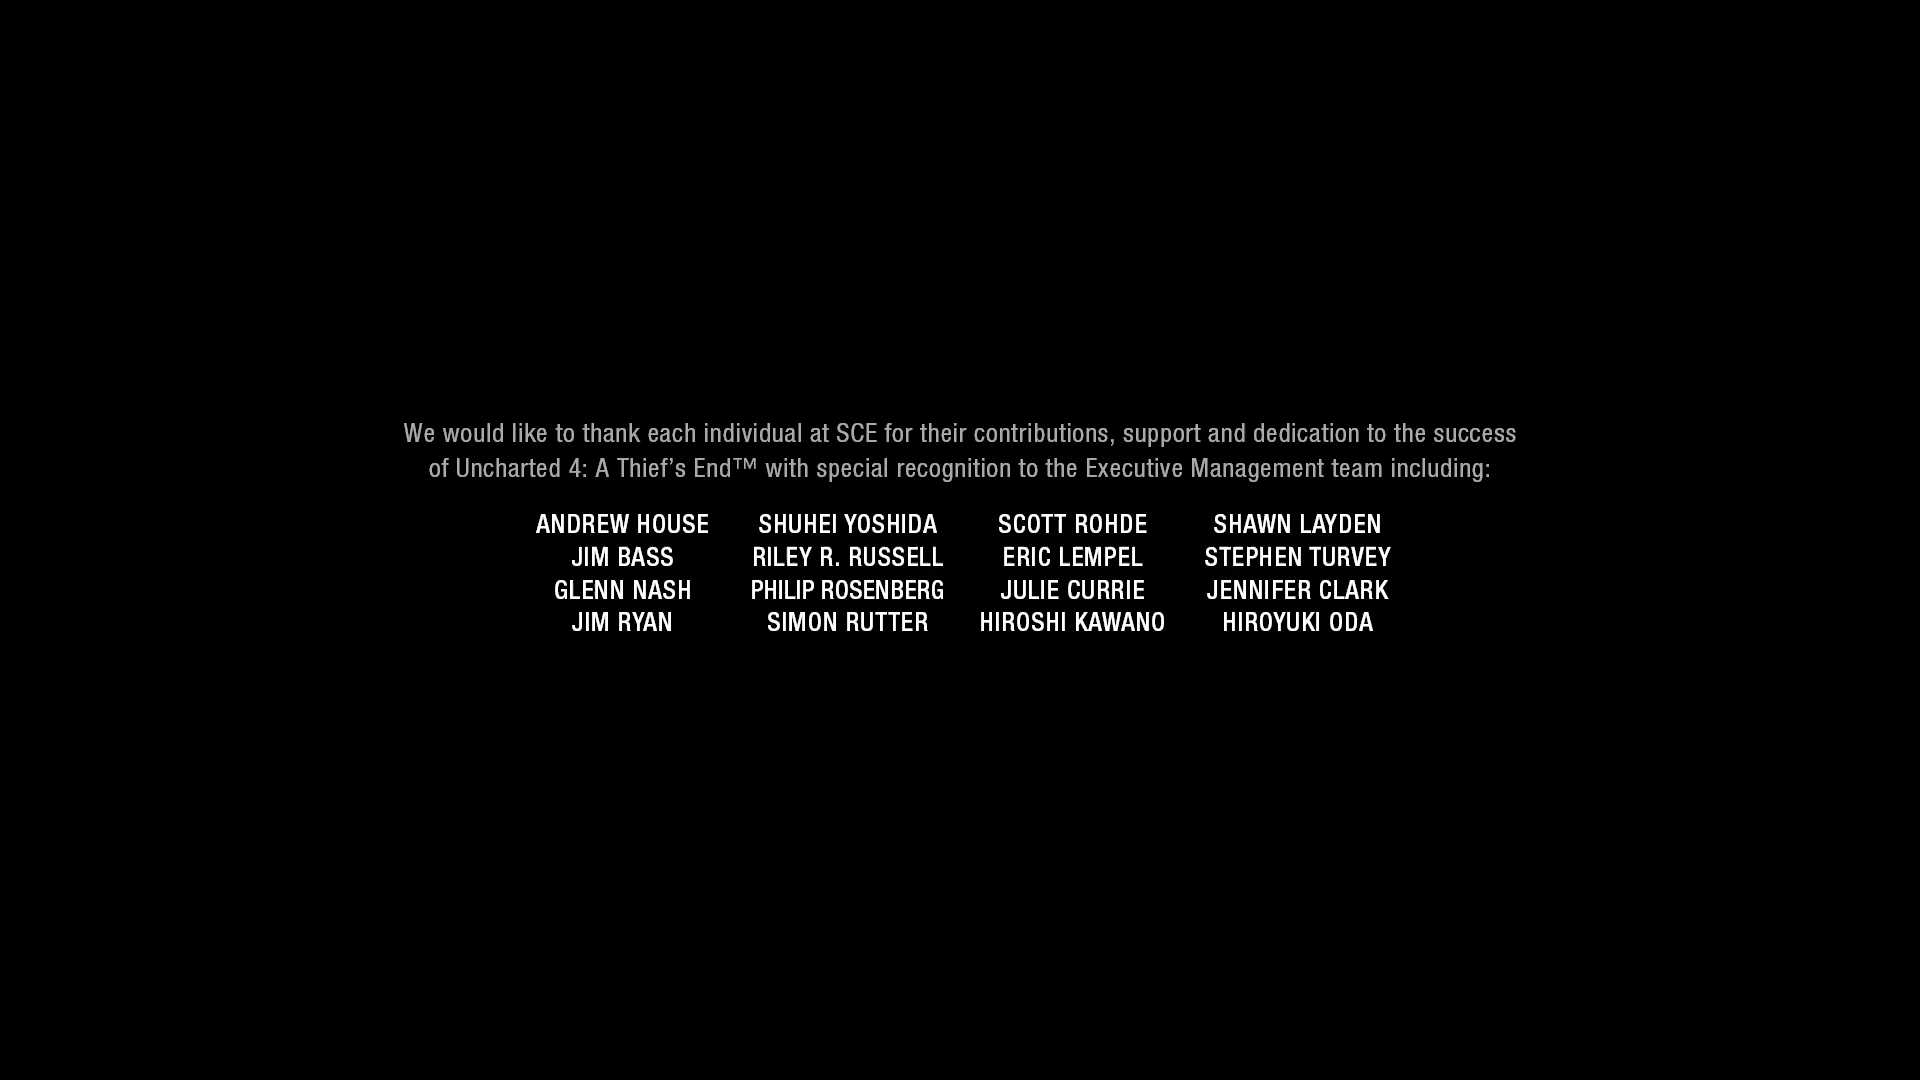 We would like to thank each individual at SCE for their contributions, support and dedication to the success
of Uncharted 4: A Thief’s End™ with special recognition to the Executive Management team including:
ANDREW HOUSE SHUHEI YOSHIDA SCOTT ROHDE SHAWN LAYDEN
JIM BASS RILEY R. RUSSELL ERIC LEMPEL STEPHEN TURVEY
GLENN NASH PHILIP ROSENBERG JULIE CURRIE JENNIFER CLARK
JIM RYAN SIMON RUTTER HIROSHI KAWANO HIROYUKI ODA